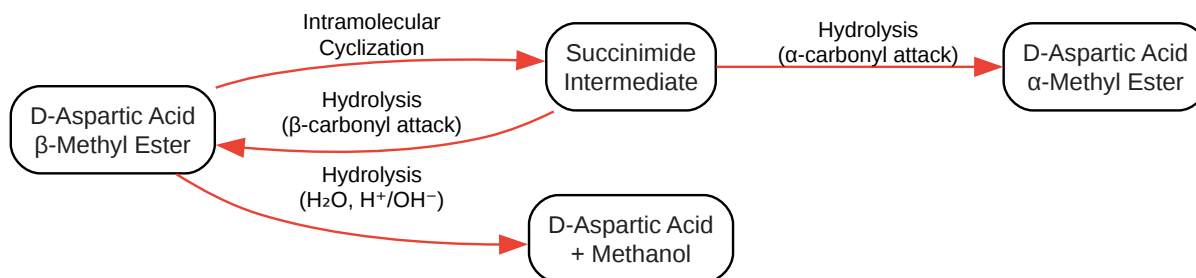 Intramolecular
Cyclization
Succinimide
Intermediate
Hydrolysis
(α-carbonyl attack)
D-Aspartic Acid
α-Methyl Ester
D-Aspartic Acid
β-Methyl Ester
Hydrolysis
(β-carbonyl attack)
Hydrolysis
(H₂O, H⁺/OH⁻)
D-Aspartic Acid
+ Methanol